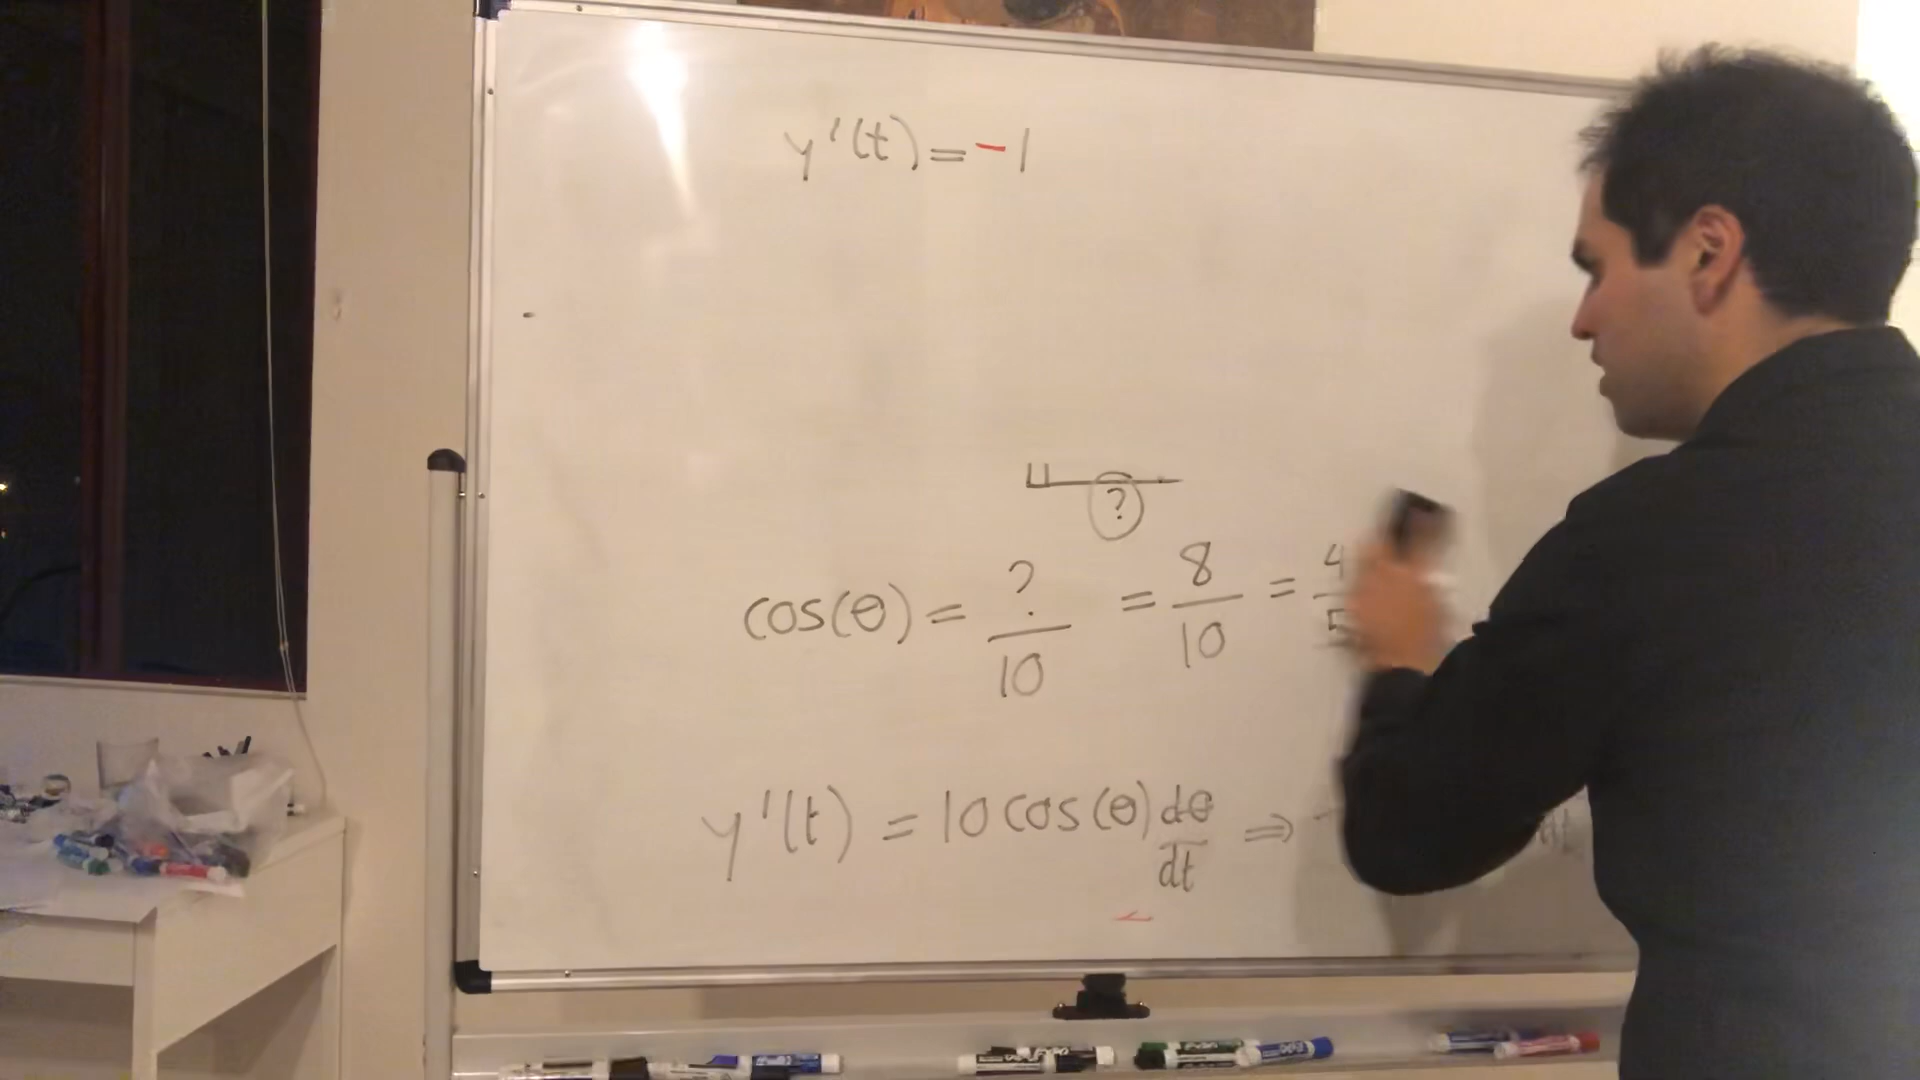 y'(t) = -1
?
cos(θ) = ?/10 = 8/10 = 4/5
y'(t) = 10 cos(θ) dθ/dt ⇒